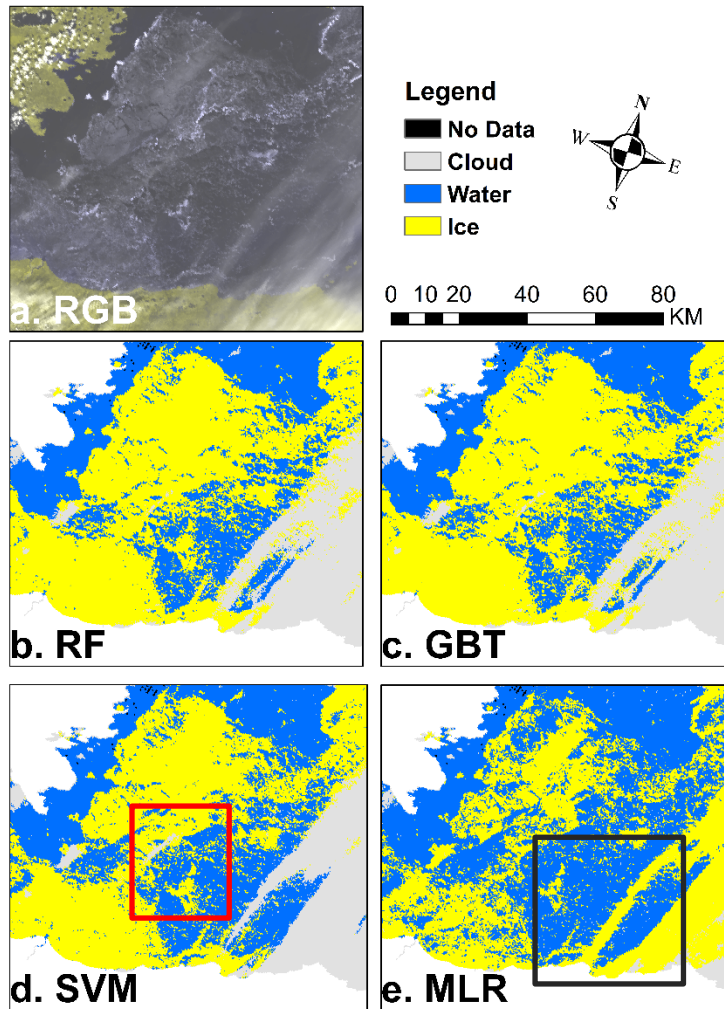 a. RGB
Legend
No Data
Cloud
Water
Ice
N
W
E
S
0 10 20 40 60 80
KM
b. RF
c. GBT
d. SVM
e. MLR